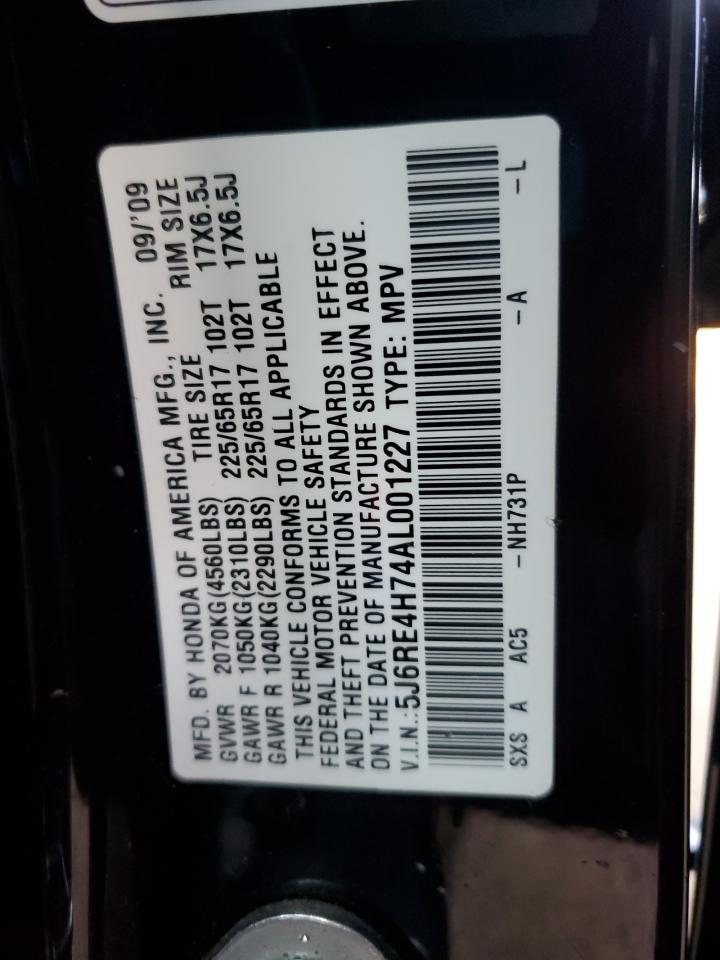 MFD. BY HONDA OF AMERICA MFG., INC. 09/'09
TIRE SIZE RIM SIZE
GVWR 2070KG(4560LBS)
GAWR F 1050KG(2310LBS) 225/65R17 102T 17X6.5J
GAWR R 1040KG(2290LBS) 225/65R17 102T 17X6.5J
THIS VEHICLE CONFORMS TO ALL APPLICABLE
FEDERAL MOTOR VEHICLE SAFETY
AND THEFT PREVENTION STANDARDS IN EFFECT
ON THE DATE OF MANUFACTURE SHOWN ABOVE.
V.I.N.:5J6RE4H74AL001227 TYPE: MPV
SXS A AC5 -NH731P -A -L